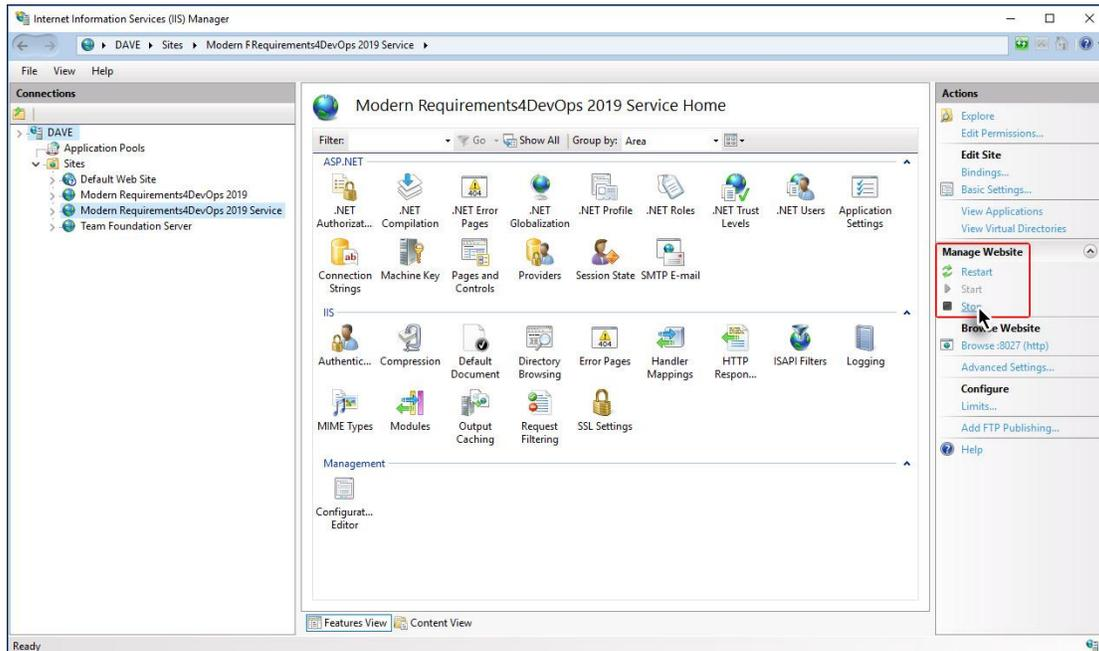 Internet Information Services (IIS) Manager
DAVE Sites Modern FRequirements4DevOps 2019 Service
File View Help
Connections
DAVE
Application Pools
Sites
Default Web Site
Modern Requirements4DevOps 2019
Modern Requirements4DevOps 2019 Service
Team Foundation Server
Modern Requirements4DevOps 2019 Service Home
Filter: Go Show All Group by: Area
ASP.NET
.NET Authorizat...
.NET Compilation
.NET Error Pages
.NET Globalization
.NET Profile
.NET Roles
.NET Trust Levels
.NET Users
Application Settings
Connection Strings
Machine Key
Pages and Controls
Providers
Session State
SMTP E-mail
IIS
Authentic...
Compression
Default Document
Directory Browsing
Error Pages
Handler Mappings
HTTP Respon...
ISAPI Filters
Logging
MIME Types
Modules
Output Caching
Request Filtering
SSL Settings
Management
Configurat... Editor
Features View Content View
Actions
Explore
Edit Permissions...
Edit Site
Bindings...
Basic Settings...
View Applications
View Virtual Directories
Manage Website
Restart
Start
Stop
Browse Website
Browse :8027 (http)
Advanced Settings...
Configure
Limits...
Add FTP Publishing...
Help
Ready